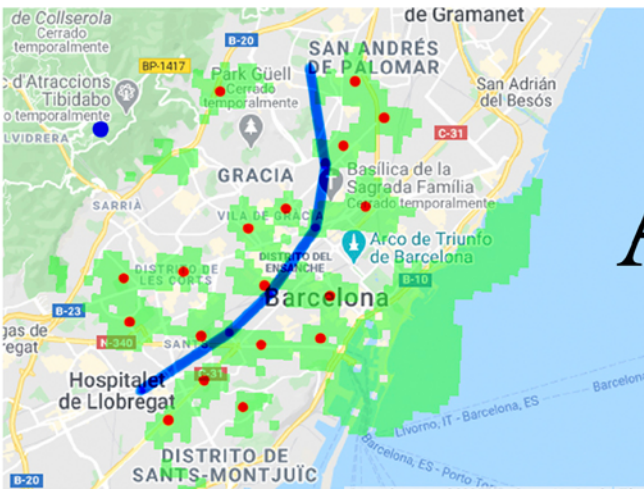 de Collserola
Cerrado
temporalmente
de Gramanet
B-20
SAN ANDRÉS
DE PALOMAR
BP-1417
Park Güell
Cerrado
temporalmente
c d'Atraccions
Tibidabo
o temporalmente
LVIDRERA
San Adrián
del Besós
C-31
GRACIA
Basílica de la
Sagrada Família
Cerrado temporalmente
SARRIÀ
VILA DE GRÀCIA
Arco de Triunfo
de Barcelona
A
DISTRITO DEL
ENSANCHE
DISTRITO DE
LES CORTS
B-10
Barcelona
B-23
gas de
regat
N-340
SANTS
Hospitalet
de Llobregat
C-31
Barcelona, ES
Livorno, IT - Barcelona, ES
Barcelona, ES - Porto
DISTRITO DE
SANTS-MONTJUÏC
B-20